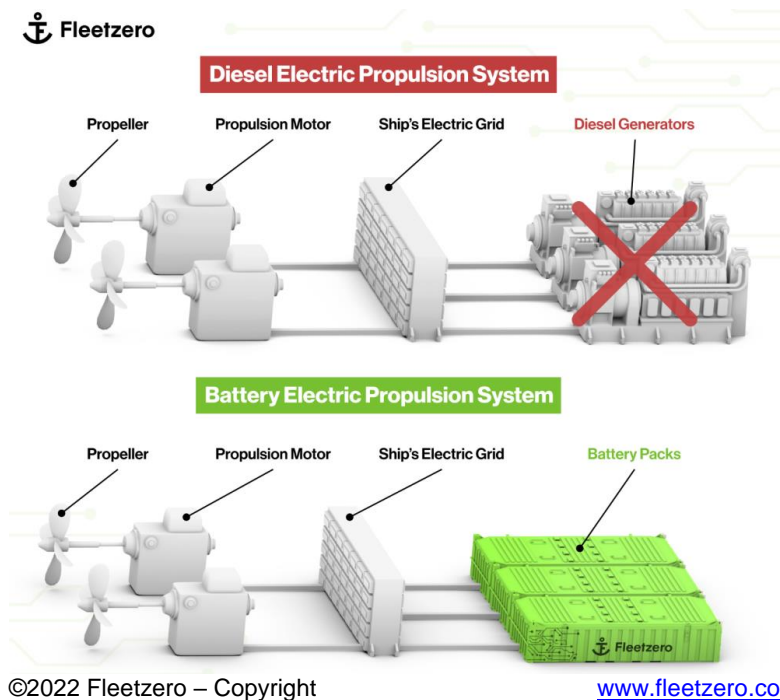 Fleetzero
Diesel Electric Propulsion System
Propeller Propulsion Motor Ship's Electric Grid Diesel Generators
Battery Electric Propulsion System
Propeller Propulsion Motor Ship's Electric Grid Battery Packs
Fleetzero
©2022 Fleetzero – Copyright www.fleetzero.co